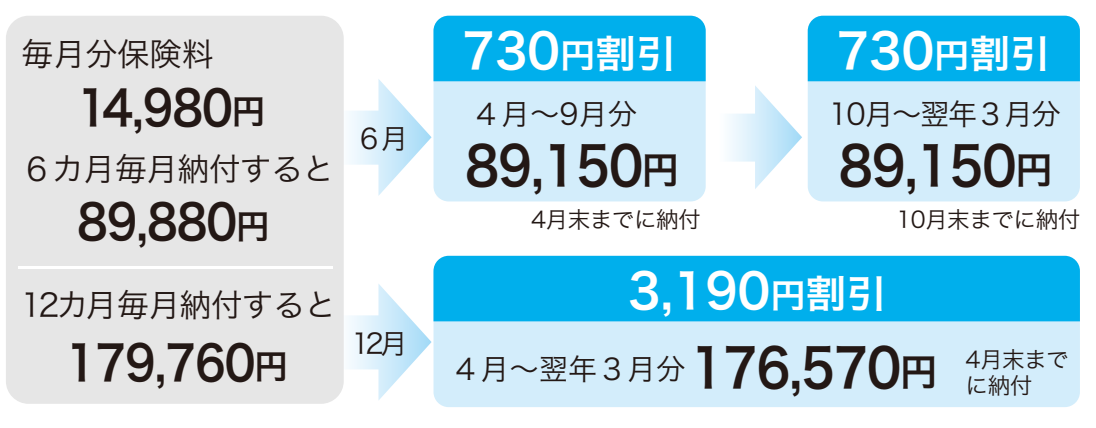 毎月分保険料
14,980円
6カ月毎月納付すると
89,880円
12カ月毎月納付すると
179,760円
6月
730円割引
4月〜9月分
89,150円
4月末までに納付
730円割引
10月〜翌年3月分
89,150円
10月末までに納付
12月
3,190円割引
4月〜翌年3月分 176,570円
4月末まで
に納付